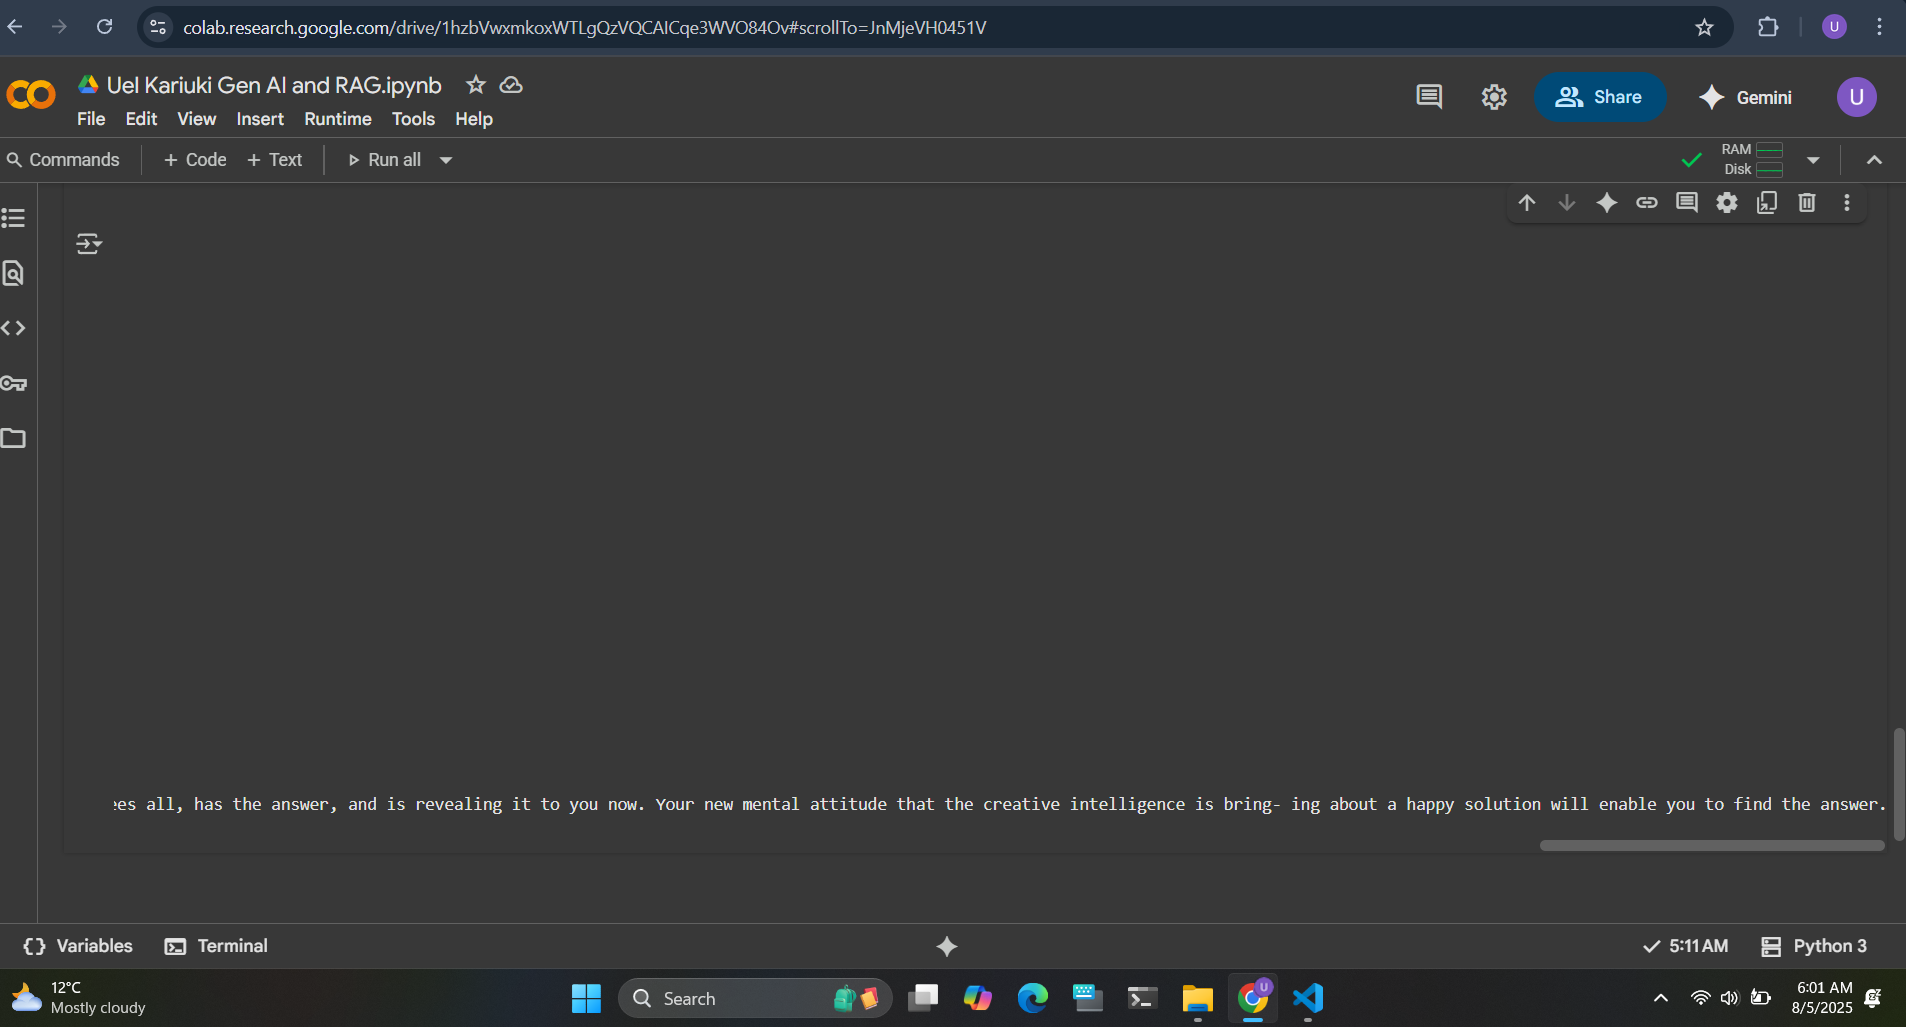 colab.research.google.com/drive/1hzbVwxmkoxWTLgQzVQCAICqe3WVO84Ov#scrollTo=JnMjeVH0451V
U
Uel Kariuki Gen AI and RAG.ipynb
File Edit View Insert Runtime Tools Help
Share
Gemini
U
Commands + Code + Text Run all
RAM
Disk
ees all, has the answer, and is revealing it to you now. Your new mental attitude that the creative intelligence is bring- ing about a happy solution will enable you to find the answer.
Variables Terminal
5:11 AM Python 3
12°C
Mostly cloudy
Search
U
6:01 AM
8/5/2025